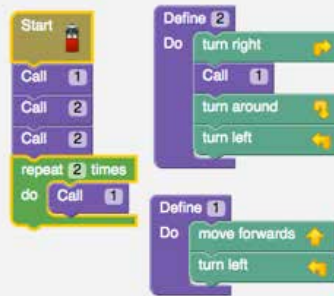 Start
Call 1
Call 2
Call 2
repeat 2 times
do Call 1
Define 2
Do turn right
Call 1
turn around
turn left
Define 1
Do move forwards
turn left